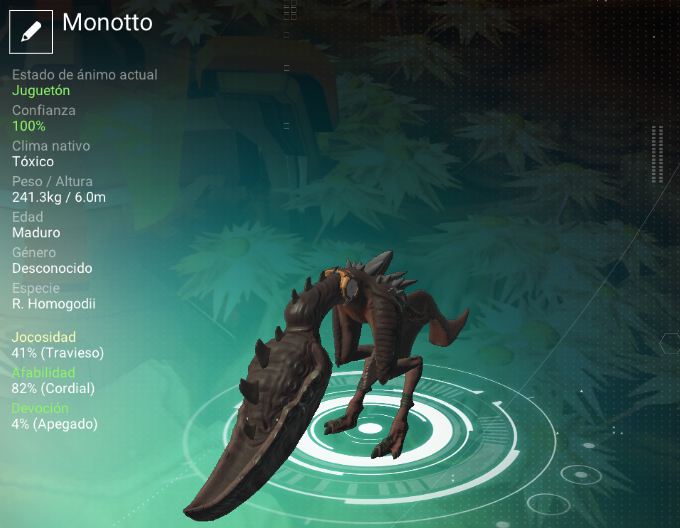 Monotto
Estado de ánimo actual
Juguetón
Confianza
100%
Clima nativo
Tóxico
Peso / Altura
241.3kg / 6.0m
Edad
Maduro
Género
Desconocido
Especie
R. Homogodii
Jocosidad
41% (Travieso)
Afabilidad
82% (Cordial)
Devoción
4% (Apegado)